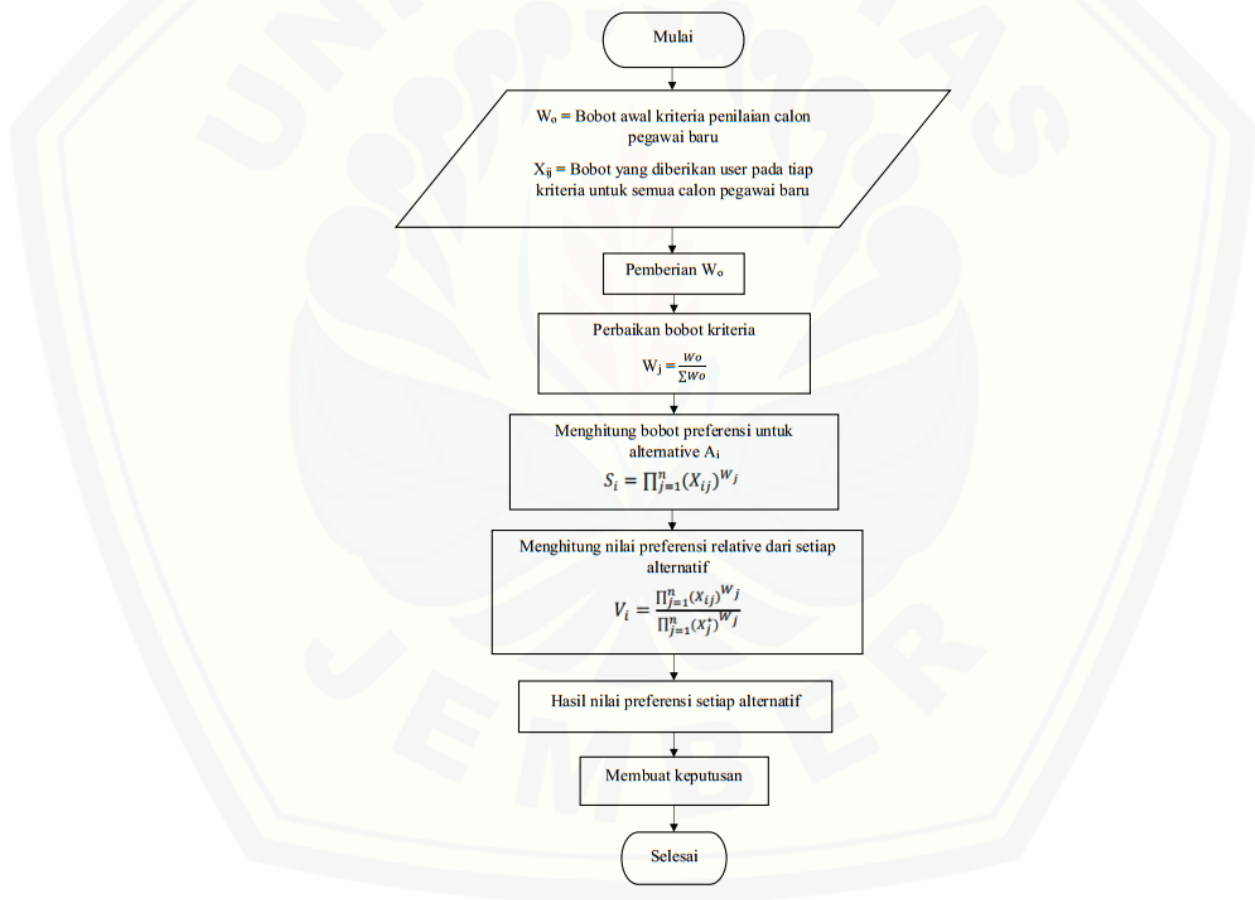 UNIVERSITAS
Mulai
Wₒ = Bobot awal kriteria penilaian calon
pegawai baru
Xᵢⱼ = Bobot yang diberikan user pada tiap
kriteria untuk semua calon pegawai baru
Pemberian Wₒ
Perbaikan bobot kriteria
Wⱼ = Wo / ∑Wo
Menghitung bobot preferensi untuk
alternative Aᵢ
Sᵢ = ∏ⁿⱼ₌₁(Xᵢⱼ)^Wⱼ
Menghitung nilai preferensi relative dari setiap
alternatif
Vᵢ = ∏ⁿⱼ₌₁(Xᵢⱼ)^Wⱼ / ∏ⁿⱼ₌₁(Xⱼ*)^Wⱼ
Hasil nilai preferensi setiap alternatif
Membuat keputusan
Selesai
JEMBER